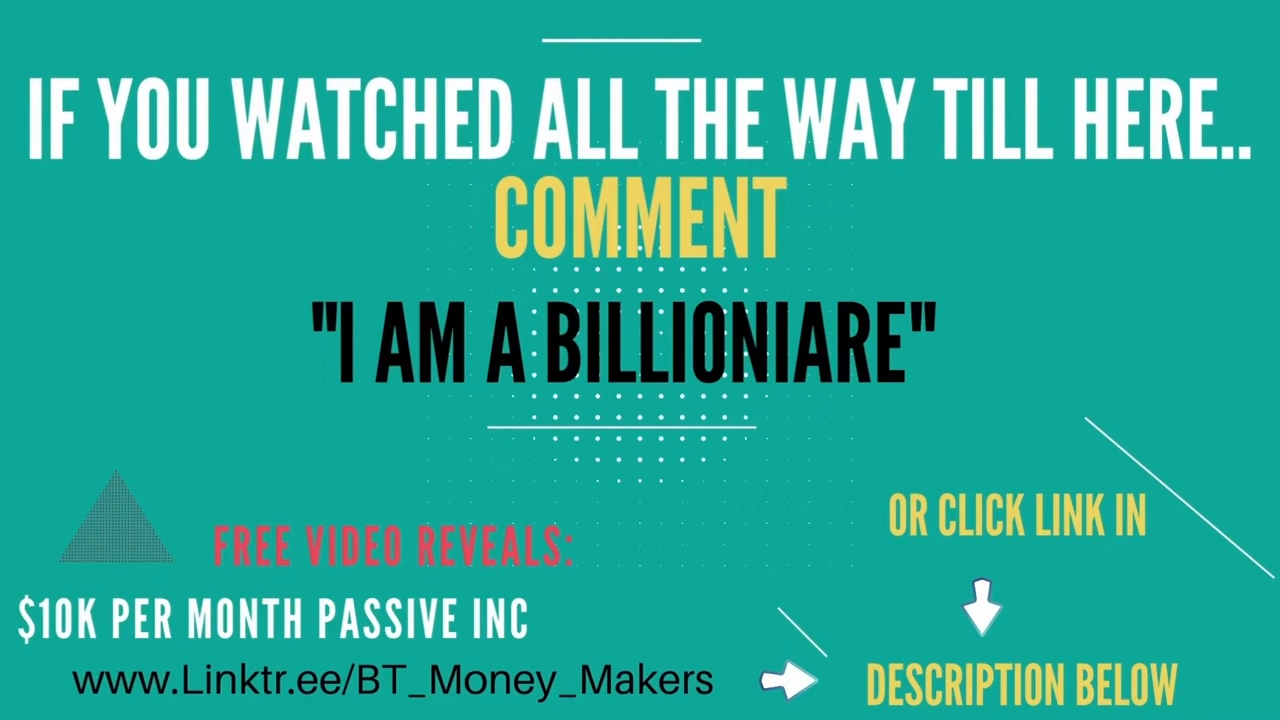 IF YOU WATCHED ALL THE WAY TILL HERE..
COMMENT
"I AM A BILLIONIARE"
FREE VIDEO REVEALS:
$10K PER MONTH PASSIVE INC
www.Linktr.ee/BT_Money_Makers
OR CLICK LINK IN
DESCRIPTION BELOW